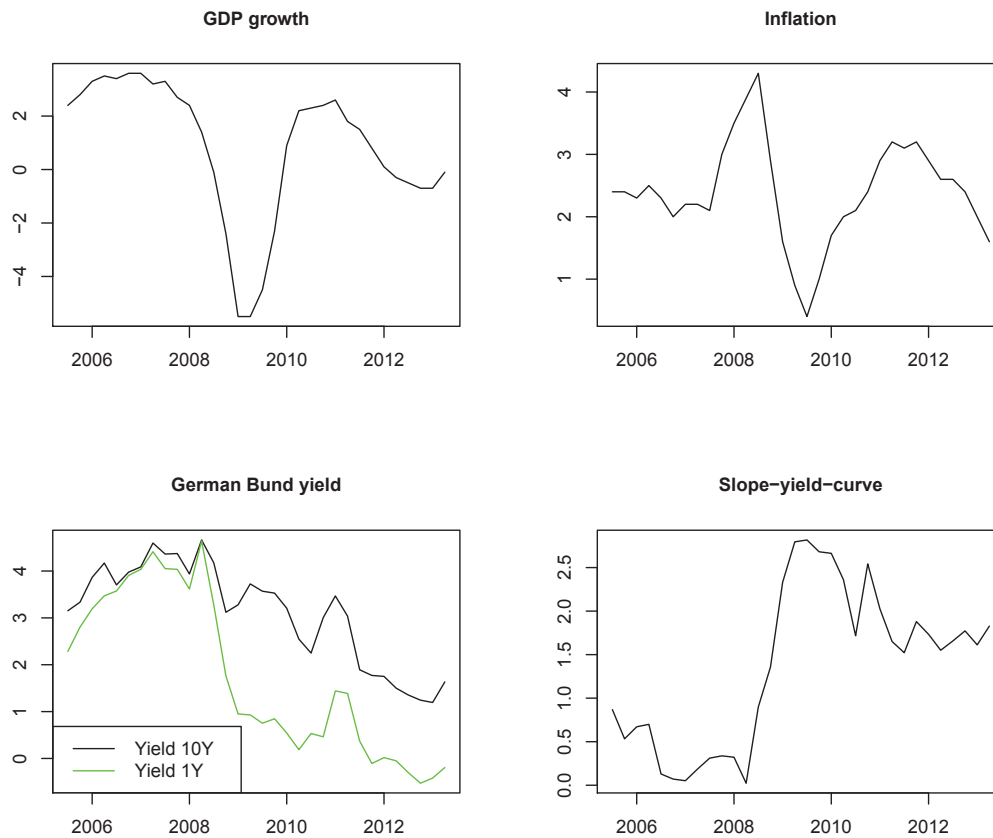 GDP growth
2
0
−2
−4
2006 2008 2010 2012
Inflation
4
3
2
1
2006 2008 2010 2012
German Bund yield
4
3
2
1
0
Yield 10Y
Yield 1Y
2006 2008 2010 2012
Slope−yield−curve
2.5
2.0
1.5
1.0
0.5
0.0
2006 2008 2010 2012